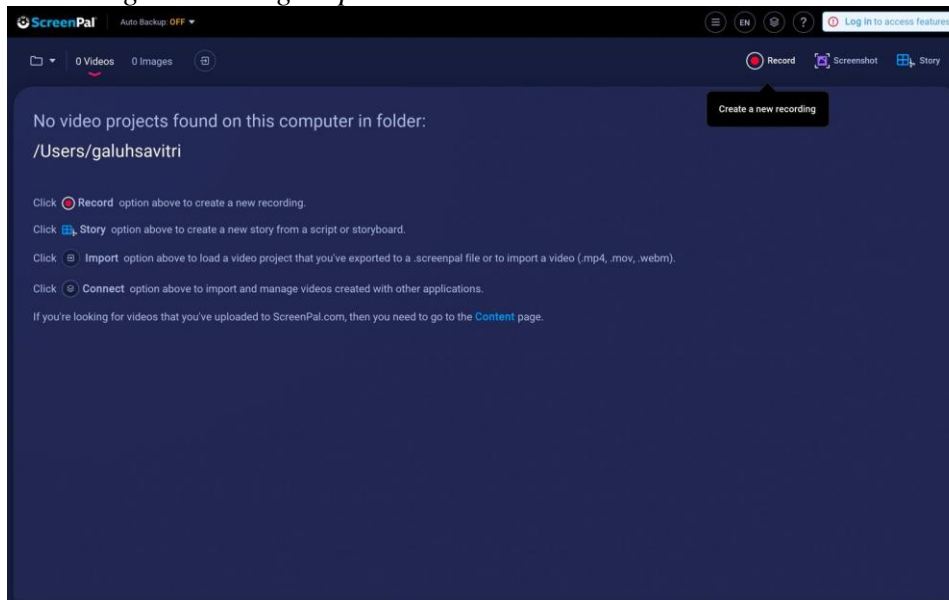 ScreenPal Auto Backup: OFF EN ? Log in to access features
0 Videos 0 Images Record Screenshot Story
Create a new recording
No video projects found on this computer in folder:
/Users/galuhsavitri
Click Record option above to create a new recording.
Click Story option above to create a new story from a script or storyboard.
Click Import option above to load a video project that you've exported to a .screenpal file or to import a video (.mp4, .mov, .webm).
Click Connect option above to import and manage videos created with other applications.
If you're looking for videos that you've uploaded to ScreenPal.com, then you need to go to the Content page.